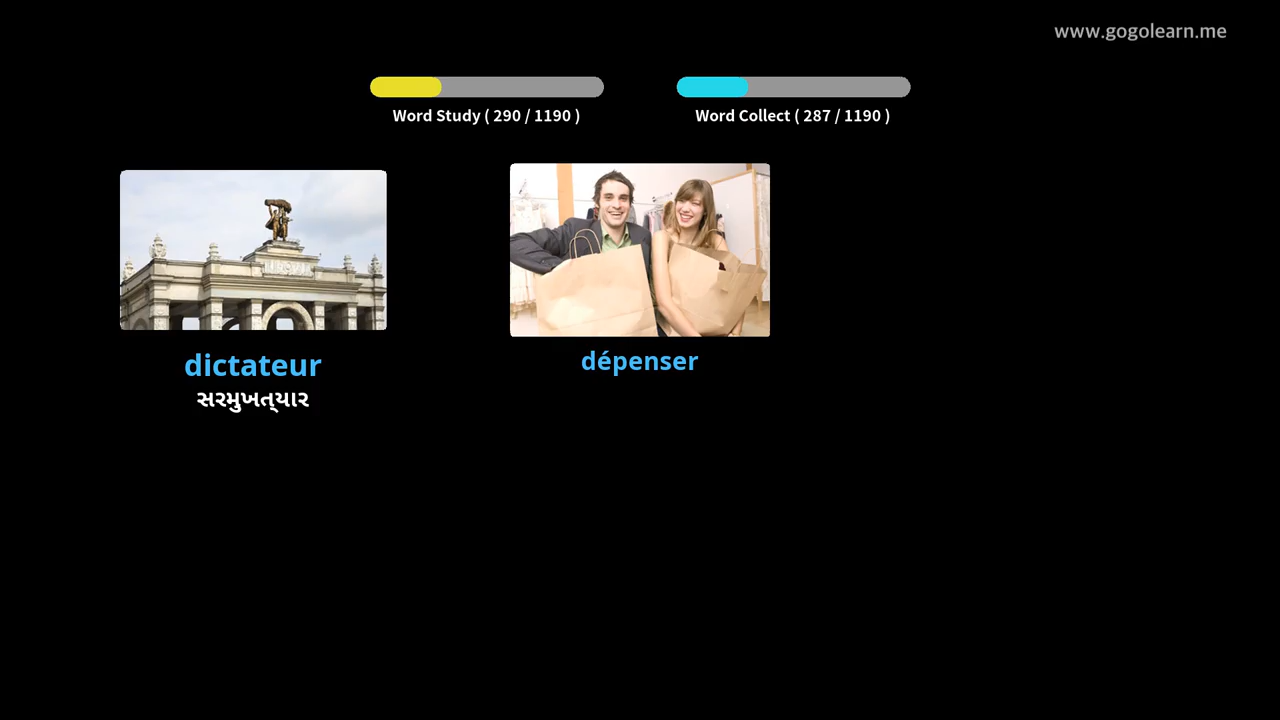 www.gogolearn.me
Word Study ( 290 / 1190 )
Word Collect ( 287 / 1190 )
dictateur
સરમુખત્યાર
dépenser